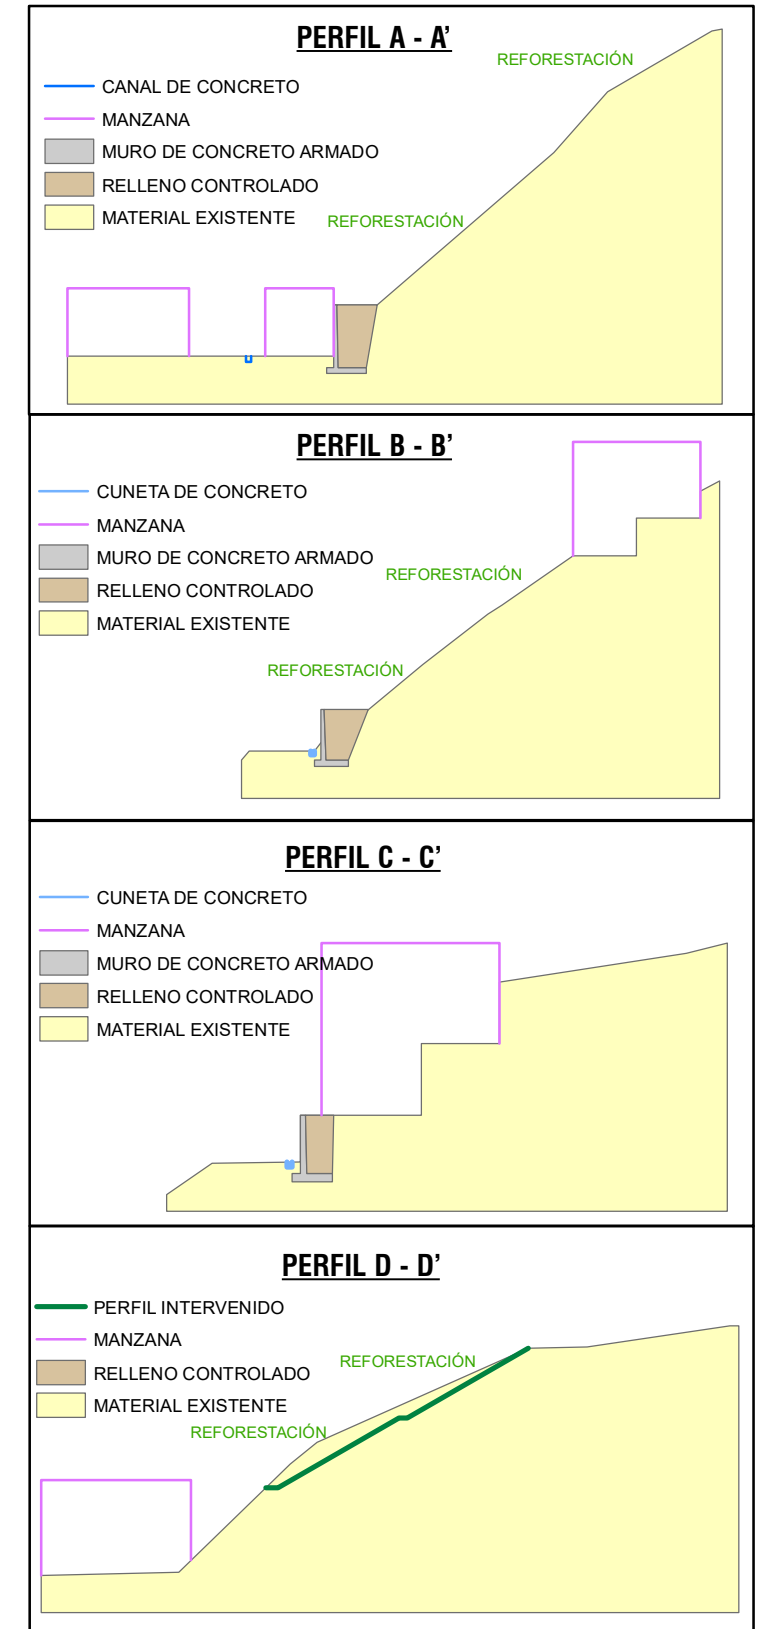 PERFIL A - A’
REFORESTACIÓN
CANAL DE CONCRETO
MANZANA
MURO DE CONCRETO ARMADO
RELLENO CONTROLADO
MATERIAL EXISTENTE
REFORESTACIÓN
PERFIL B - B’
CUNETA DE CONCRETO
MANZANA
MURO DE CONCRETO ARMADO
REFORESTACIÓN
RELLENO CONTROLADO
MATERIAL EXISTENTE
REFORESTACIÓN
PERFIL C - C’
CUNETA DE CONCRETO
MANZANA
MURO DE CONCRETO ARMADO
RELLENO CONTROLADO
MATERIAL EXISTENTE
PERFIL D - D’
PERFIL INTERVENIDO
MANZANA
REFORESTACIÓN
RELLENO CONTROLADO
MATERIAL EXISTENTE
REFORESTACIÓN